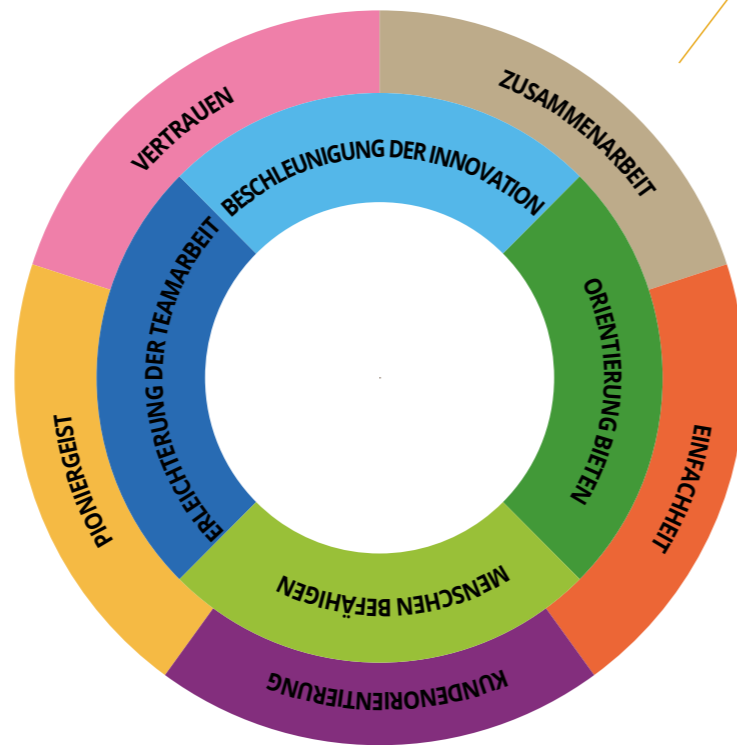 VERTRAUEN
ZUSAMMENARBEIT
EINFACHHEIT
KUNDENORIENTIERUNG
PIONIERGEIST
BESCHLEUNIGUNG DER INNOVATION
ORIENTIERUNG BIETEN
MENSCHEN BEFÄHIGEN
ERLEICHTERUNG DER TEAMARBEIT